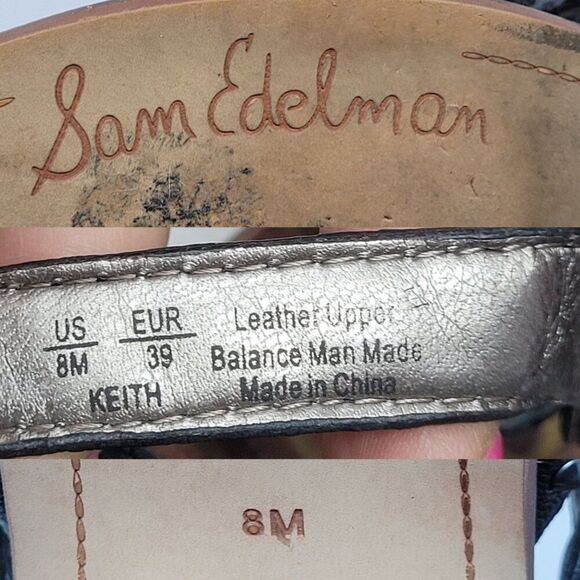 Sam Edelman
US EUR Leather Upper
8M 39 Balance Man Made
KEITH Made in China
8M